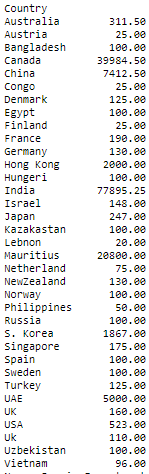 Country
Australia 311.50
Austria 25.00
Bangladesh 100.00
Canada 39984.50
China 7412.50
Congo 25.00
Denmark 125.00
Egypt 100.00
Finland 25.00
France 190.00
Germany 130.00
Hong Kong 2000.00
Hungeri 100.00
India 77895.25
Israel 148.00
Japan 247.00
Kazakastan 100.00
Lebnon 20.00
Mauritius 20800.00
Netherland 75.00
NewZealand 130.00
Norway 100.00
Philippines 50.00
Russia 100.00
S. Korea 1867.00
Singapore 175.00
Spain 100.00
Sweden 100.00
Turkey 125.00
UAE 5000.00
UK 160.00
USA 523.00
Uk 110.00
Uzbekistan 100.00
Vietnam 96.00